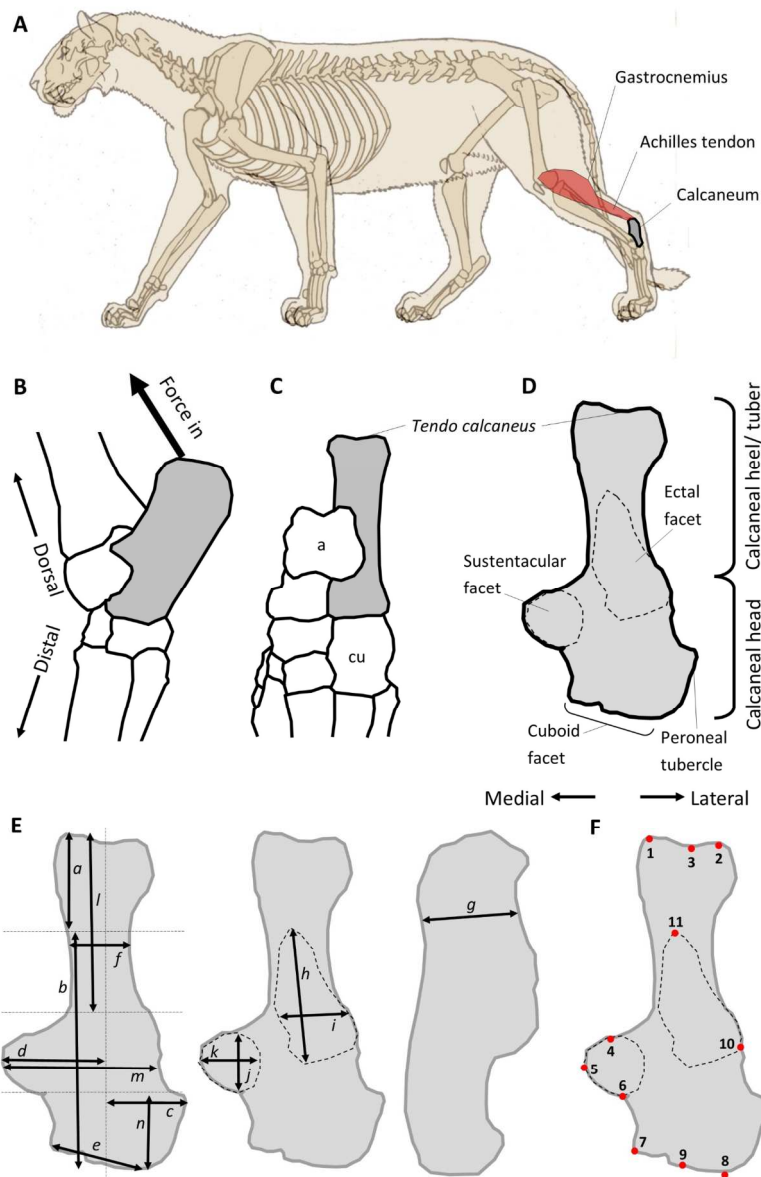 A
Gastrocnemius
Achilles tendon
Calcaneum
B
Force in
Dorsal
Distal
C
Tendo calcaneus
a
cu
D
Ectal
facet
Sustentacular
facet
Cuboid
facet
Peroneal
tubercle
Calcaneal heel/ tuber
Calcaneal head
Medial
Lateral
E
a
l
f
b
d
m
c
n
e
h
i
k
j
g
F
1
3
2
11
4
10
5
6
7
9
8